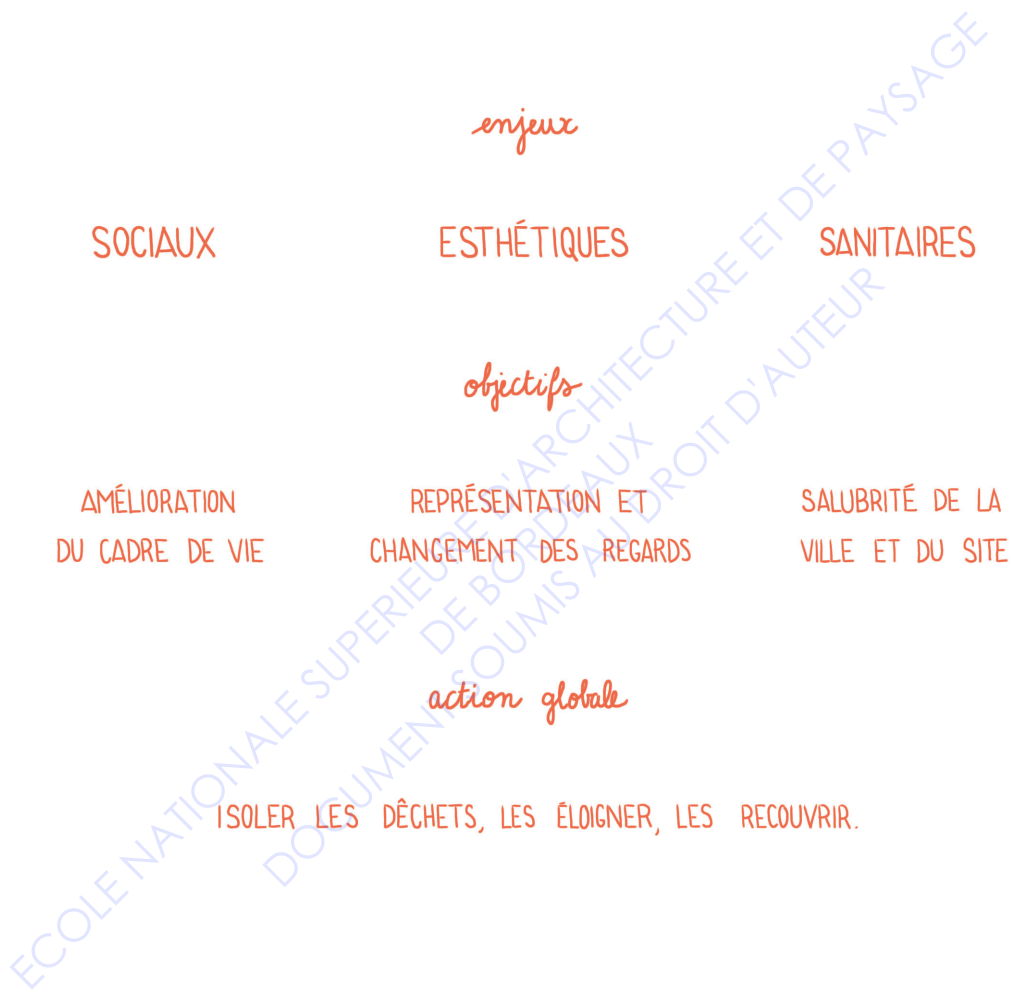 enjeux
SOCIAUX ESTHÉTIQUES SANITAIRES
objectifs
AMÉLIORATION REPRÉSENTATION ET SALUBRITÉ DE LA
DU CADRE DE VIE CHANGEMENT DES REGARDS VILLE ET DU SITE
action globale
ISOLER LES DÊCHETS, LES ÉLOIGNER, LES RECOUVRIR.
ECOLE NATIONALE SUPERIEURE D'ARCHITECTURE ET DE PAYSAGE
DE BORDEAUX
DOCUMENT SOUMIS AU DROIT D'AUTEUR